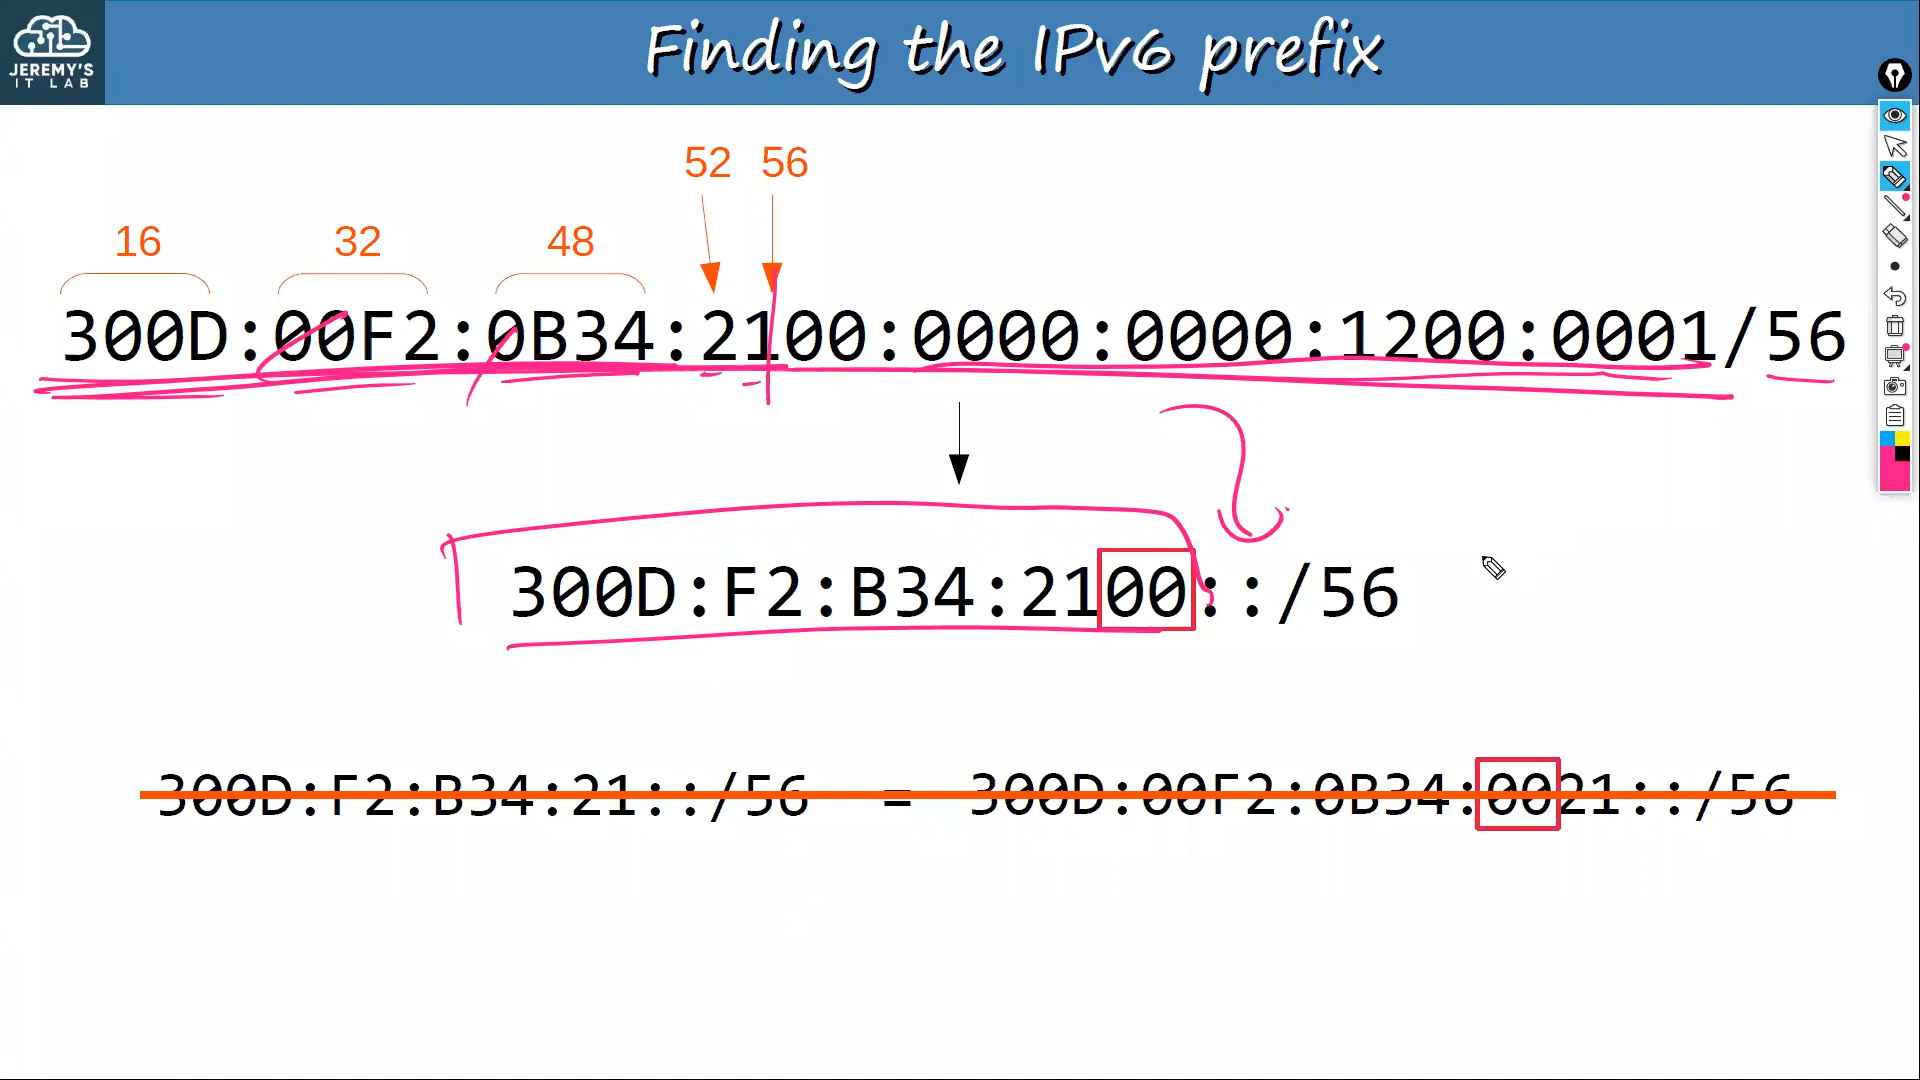 JEREMY'S
IT LAB
Finding the IPv6 prefix
52 56
16 32 48
300D:00F2:0B34:2100:0000:0000:1200:0001/56
300D:F2:B34:2100::/56
300D:F2:B34:21::/56 = 300D:00F2:0B34:0021::/56